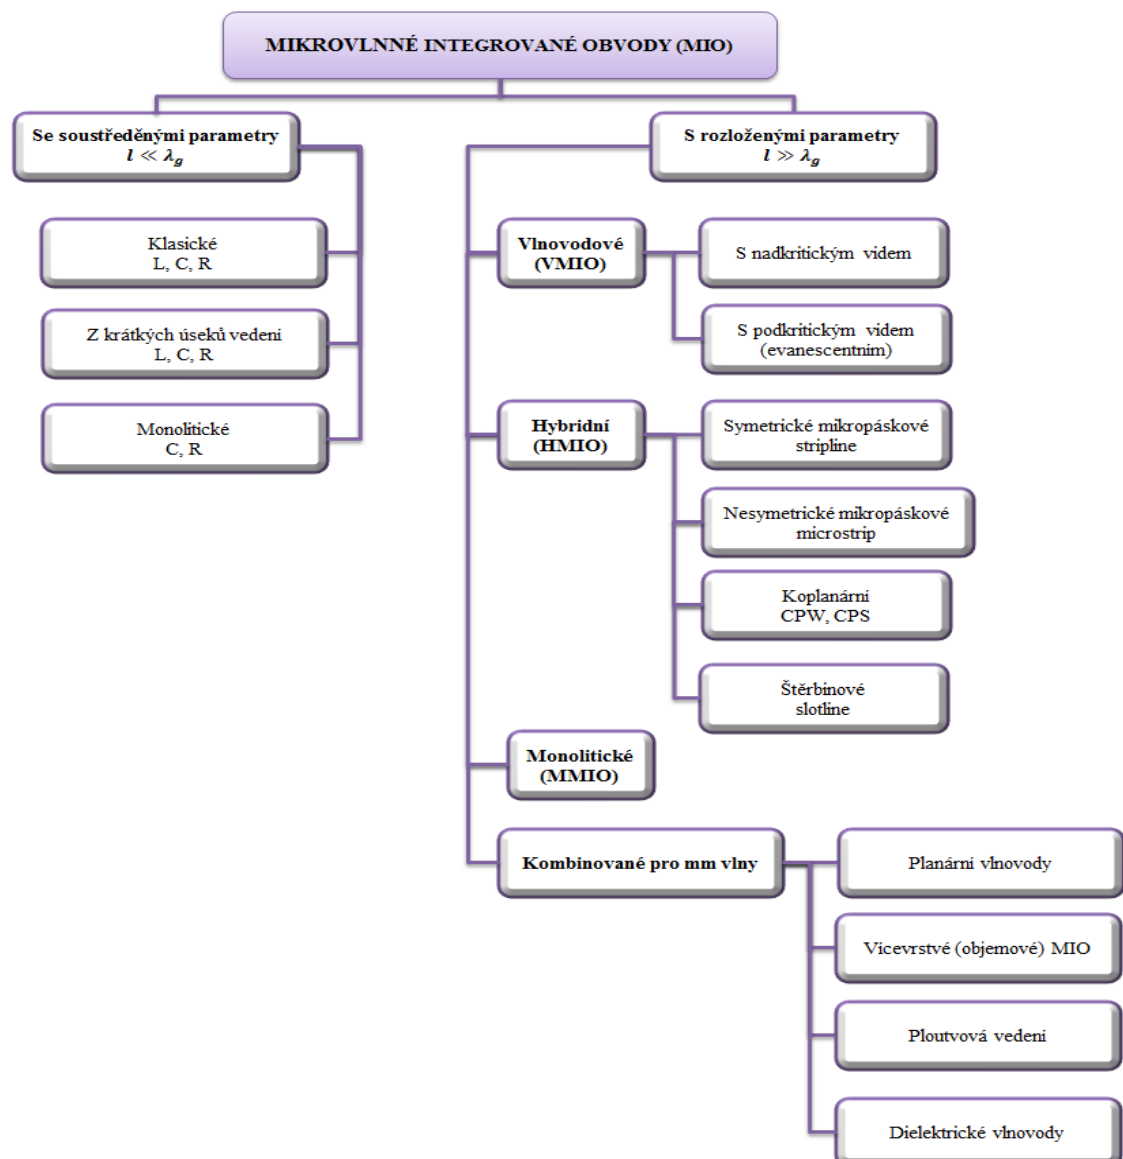 MIKROVLNNÉ INTEGROVANÉ OBVODY (MIO)
Se soustředěnými parametry
l ≪ λg
Klasické
L, C, R
Z krátkých úseků vedení
L, C, R
Monolitické
C, R
S rozloženými parametry
l ≫ λg
Vlnovodové
(VMIO)
S nadkritickým videm
S podkritickým videm
(evanescentním)
Hybridní
(HMIO)
Symetrické mikropáskové
stripline
Nesymetrické mikropáskové
microstrip
Koplanární
CPW, CPS
Štěrbinové
slotline
Monolitické
(MMIO)
Kombinované pro mm vlny
Planární vlnovody
Vícevrstvé (objemové) MIO
Ploutvová vedení
Dielektrické vlnovody